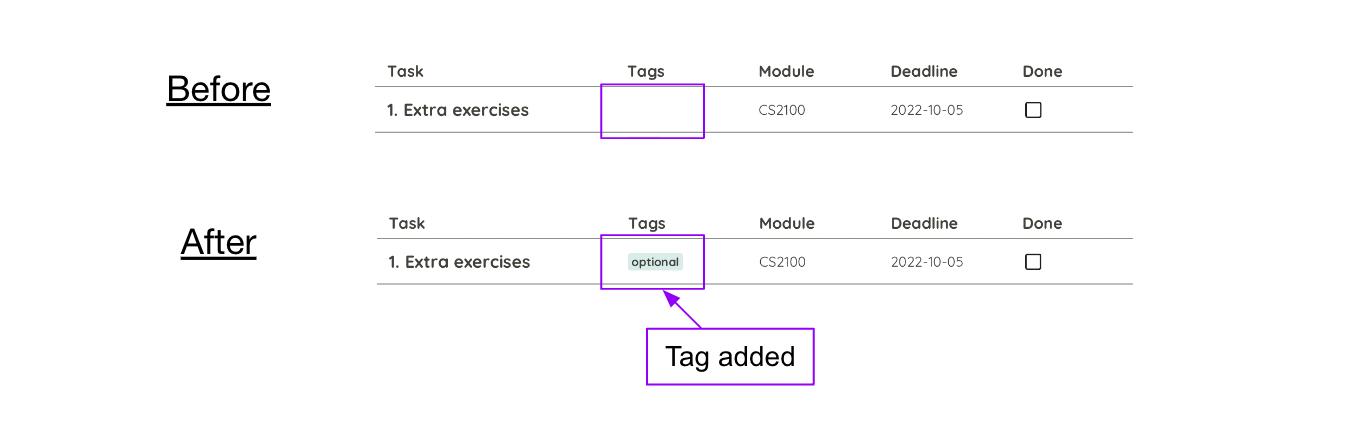 Before
Task Tags Module Deadline Done
1. Extra exercises CS2100 2022-10-05
After
Task Tags Module Deadline Done
1. Extra exercises optional CS2100 2022-10-05
Tag added